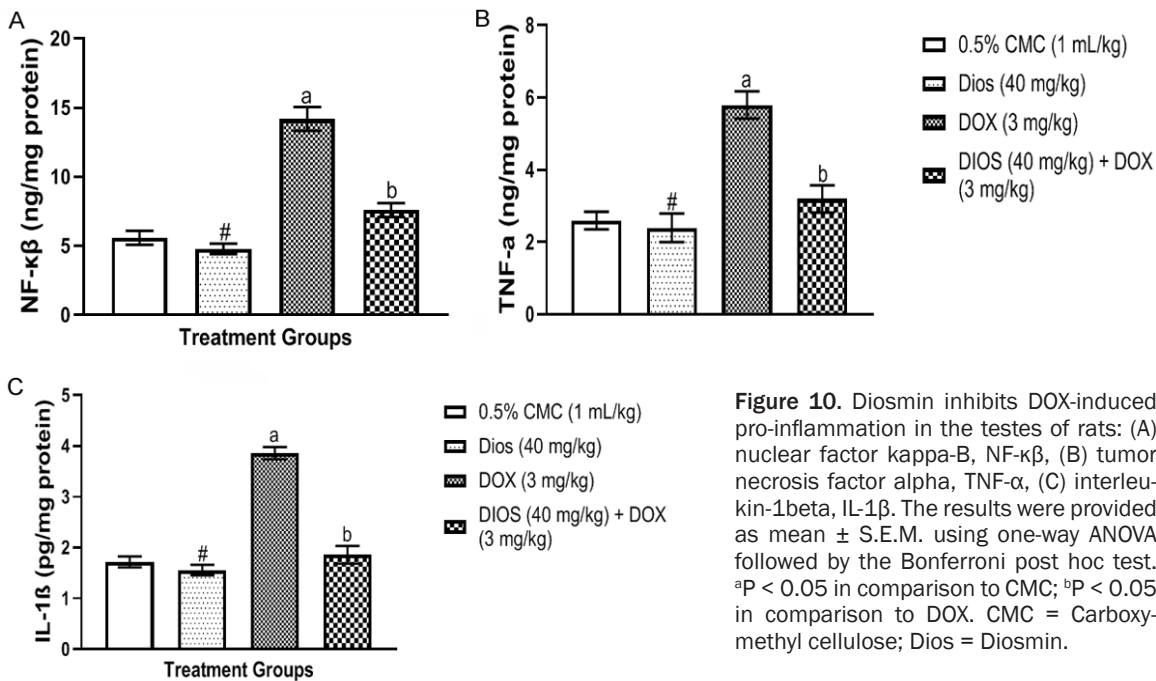 A
NF-κβ (ng/mg protein)
20
15
10
5
0
#
a
b
Treatment Groups
B
TNF-a (ng/mg protein)
8
6
4
2
0
#
a
b
0.5% CMC (1 mL/kg)
Dios (40 mg/kg)
DOX (3 mg/kg)
DIOS (40 mg/kg) + DOX
(3 mg/kg)
C
IL-1ß (pg/mg protein)
5
4
3
2
1
0
#
a
b
Treatment Groups
0.5% CMC (1 mL/kg)
Dios (40 mg/kg)
DOX (3 mg/kg)
DIOS (40 mg/kg) + DOX
(3 mg/kg)
Figure 10. Diosmin inhibits DOX-induced
pro-inflammation in the testes of rats: (A)
nuclear factor kappa-B, NF-κβ, (B) tumor
necrosis factor alpha, TNF-α, (C) interleu-
kin-1beta, IL-1β. The results were provided
as mean ± S.E.M. using one-way ANOVA
followed by the Bonferroni post hoc test.
ᵃP < 0.05 in comparison to CMC; ᵇP < 0.05
in comparison to DOX. CMC = Carboxy-
methyl cellulose; Dios = Diosmin.